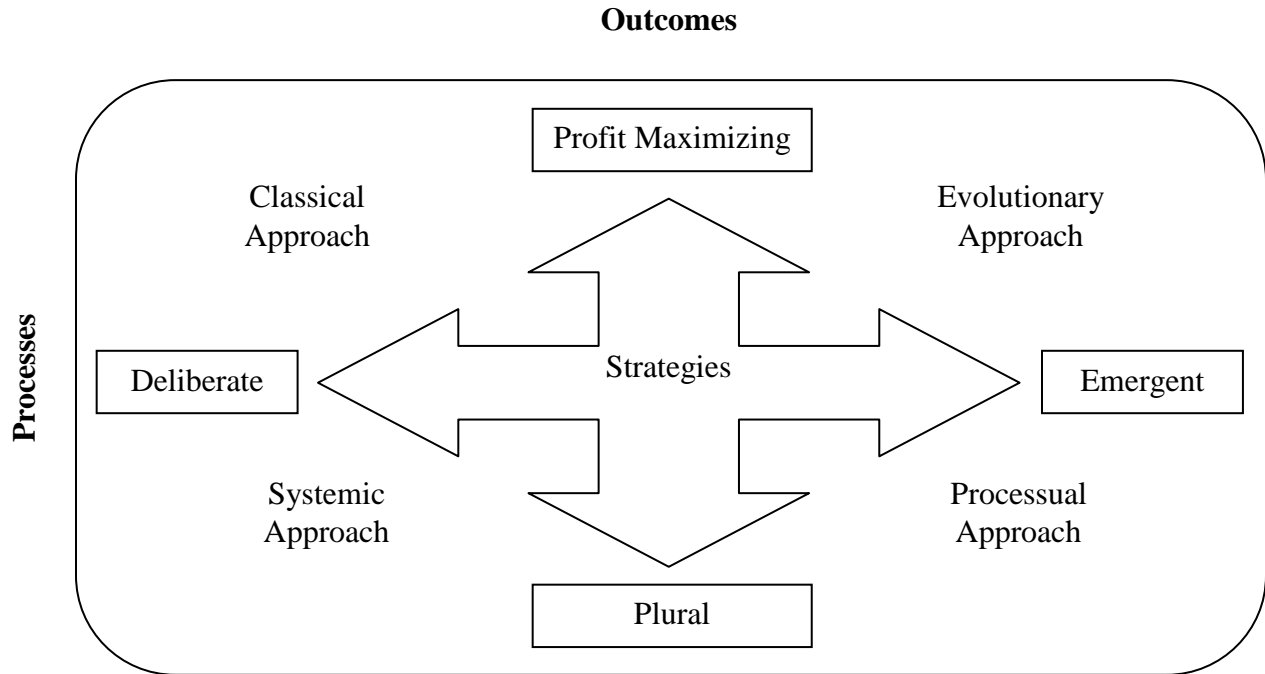 Outcomes
Profit Maximizing
Classical
Approach
Evolutionary
Approach
Processes
Deliberate
Strategies
Emergent
Systemic
Approach
Processual
Approach
Plural